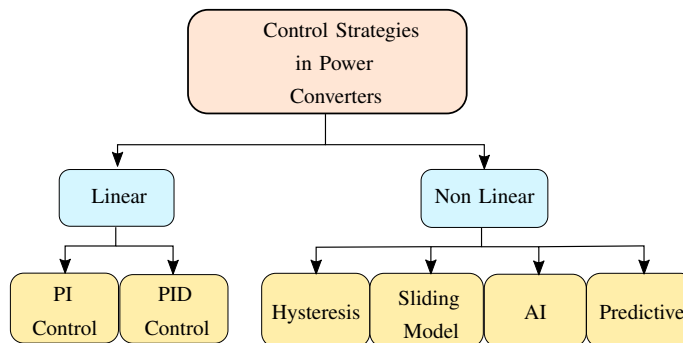 Control Strategies
in Power
Converters
Linear
Non Linear
PI
Control
PID
Control
Hysteresis
Sliding
Model
AI
Predictive